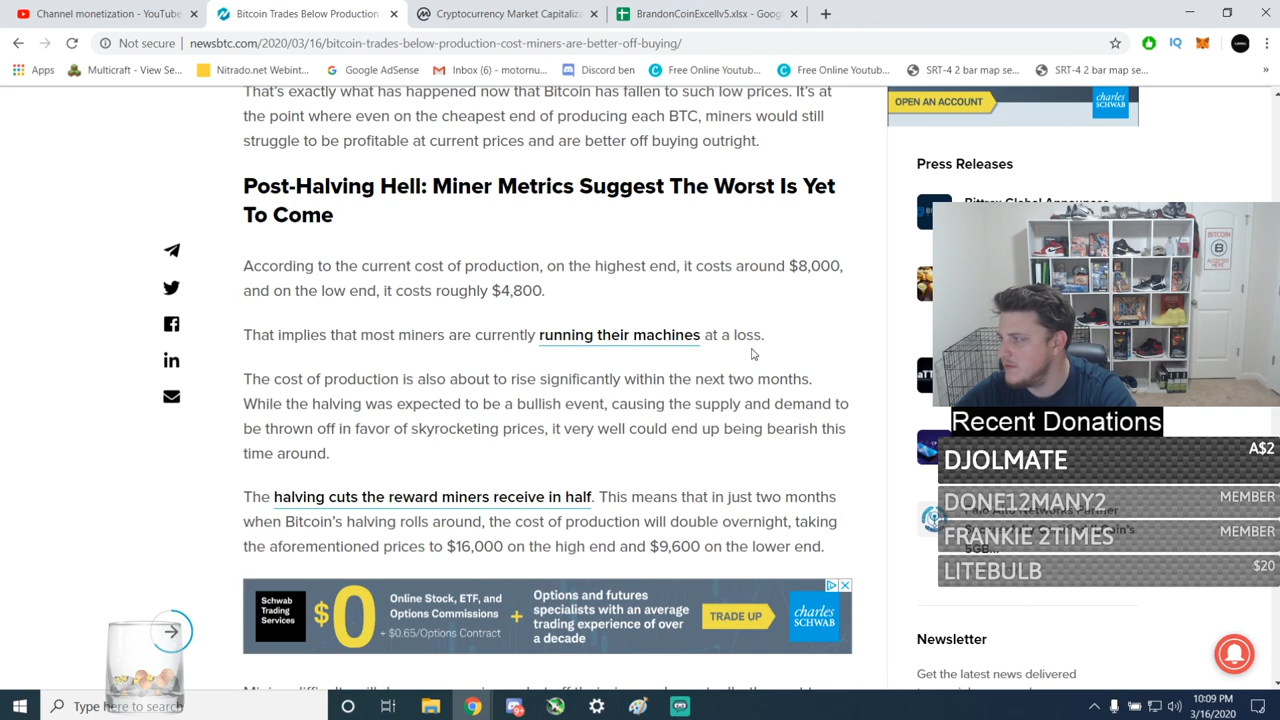 Channel monetization - YouTube
Bitcoin Trades Below Production
Cryptocurrency Market Capitaliza
BrandonCoinExcellv5.xlsx - Goog
Not secure
newsbtc.com/2020/03/16/bitcoin-trades-below-production-cost-miners-are-better-off-buying/
Apps
Multicraft - View Se...
Nitrado.net Webint...
Google AdSense
Inbox (6) - motornu...
Discord ben
Free Online Youtub...
Free Online Youtub...
SRT-4 2 bar map se...
SRT-4 2 bar map se...
That's exactly what has happened now that Bitcoin has fallen to such low prices. It's at
the point where even on the cheapest end of producing each BTC, miners would still
struggle to be profitable at current prices and are better off buying outright.
Post-Halving Hell: Miner Metrics Suggest The Worst Is Yet
To Come
According to the current cost of production, on the highest end, it costs around $8,000,
and on the low end, it costs roughly $4,800.
That implies that most miners are currently running their machines at a loss.
The cost of production is also about to rise significantly within the next two months.
While the halving was expected to be a bullish event, causing the supply and demand to
be thrown off in favor of skyrocketing prices, it very well could end up being bearish this
time around.
The halving cuts the reward miners receive in half. This means that in just two months
when Bitcoin's halving rolls around, the cost of production will double overnight, taking
the aforementioned prices to $16,000 on the high end and $9,600 on the lower end.
Schwab
Trading
Services
$0
Online Stock, ETF, and
Options Commissions
+ $0.65/Options Contract
+
Options and futures
specialists with an average
trading experience of over
a decade
TRADE UP
charles
SCHWAB
OPEN AN ACCOUNT
charles
SCHWAB
Press Releases
Bittrex Global Announces
BITCOIN
B
ACCEPTED
HERE
Recent Donations
DJOLMATE A$2
DONE12MANY2 MEMBER
FRANKIE 2TIMES MEMBER
LITEBULB $20
Palo Alto Networks Partner
5GB...
Newsletter
Get the latest news delivered
Type here to search
10:09 PM
3/16/2020